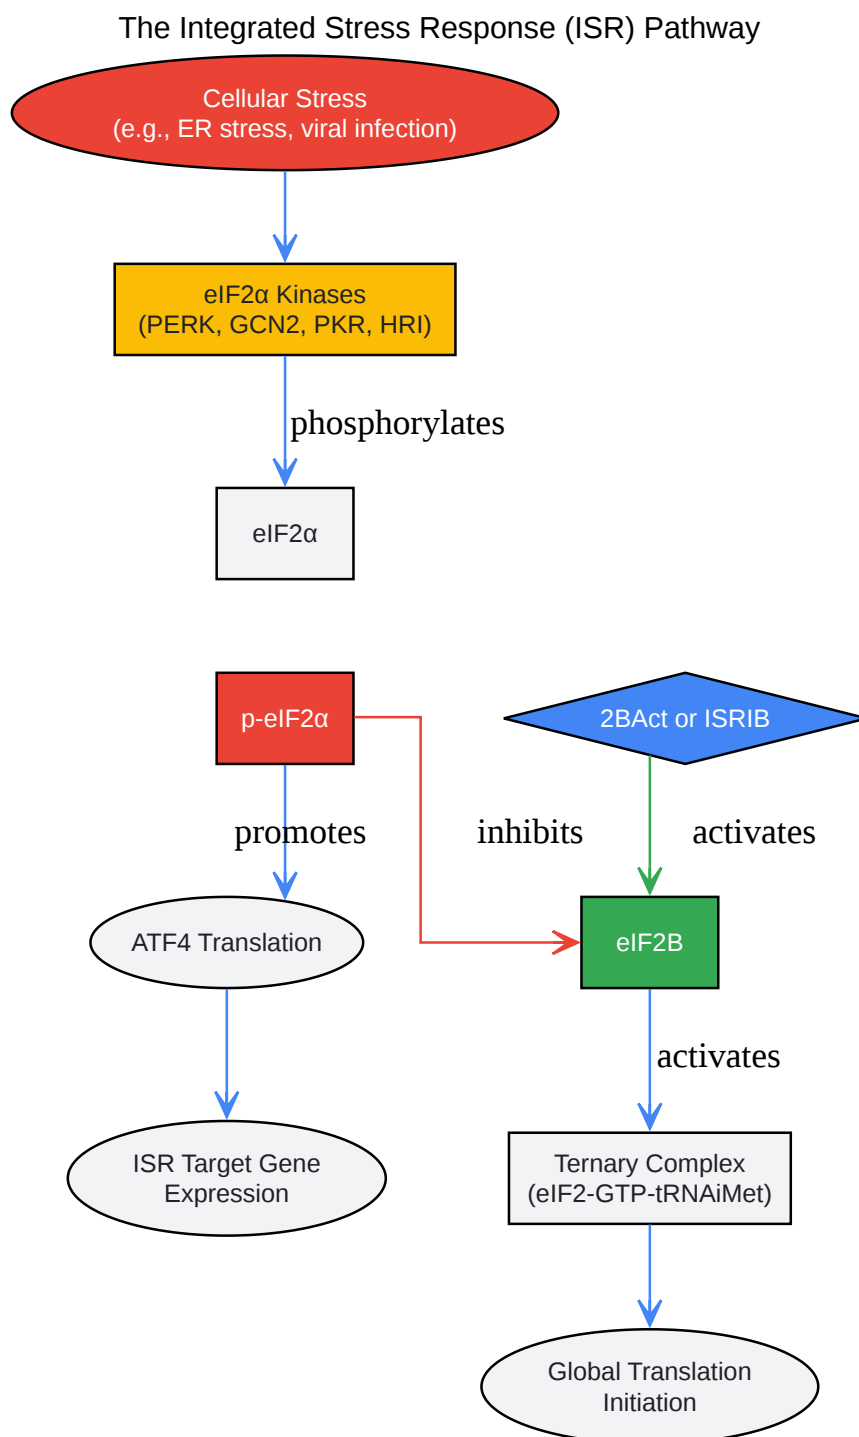 The Integrated Stress Response (ISR) Pathway
Cellular Stress
(e.g., ER stress, viral infection)
eIF2α Kinases
(PERK, GCN2, PKR, HRI)
phosphorylates
eIF2α
p-eIF2α
2BAct or ISRIB
promotes
inhibits
activates
ATF4 Translation
eIF2B
activates
ISR Target Gene
Expression
Ternary Complex
(eIF2-GTP-tRNAiMet)
Global Translation
Initiation